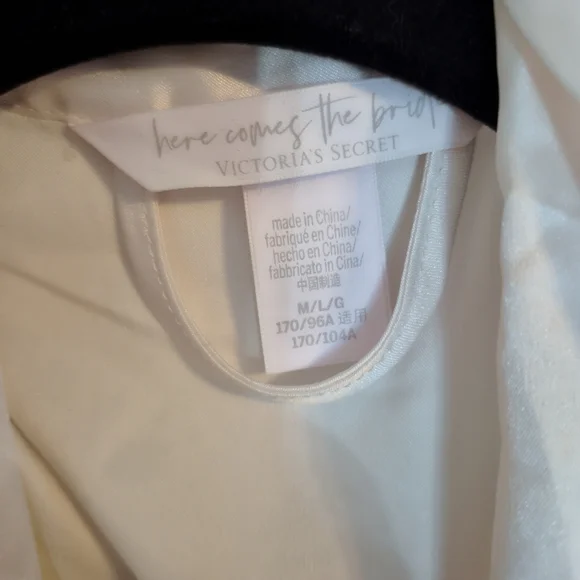 here comes the bride
VICTORIA'S SECRET
made in China/
fabriqué en Chine/
hecho en China/
fabbricato in Cina/
中国制造
M/L/G
170/96A 适用
170/104A